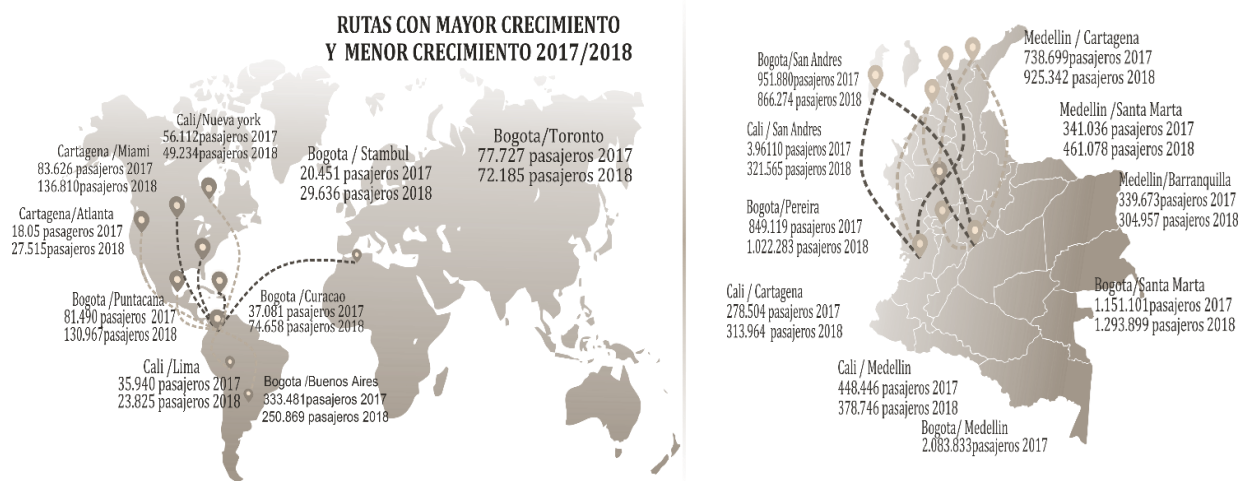 RUTAS CON MAYOR CRECIMIENTO
Y MENOR CRECIMIENTO 2017/2018
Cali/Nueva york
56.112pasajeros 2017
49.234pasajeros 2018
Cartagena/Miami
83.626 pasajeros 2017
136.810pasajeros 2018
Cartagena/Atlanta
18.05 pasageros 2017
27.515pasajeros 2018
Bogota / Stambul
20.451 pasajeros 2017
29.636 pasajeros 2018
Bogota/Toronto
77.727 pasajeros 2017
72.185 pasajeros 2018
Bogota /Puntacana
81.490 pasajeros 2017
130.967pasajeros 2018
Bogota /Curacao
37.081 pasajeros 2017
74.658 pasajeros 2018
Cali /Lima
35.940 pasajeros 2017
23.825 pasajeros 2018
Bogota /Buenos Aires
333.481pasajeros 2017
250.869 pasajeros 2018
Bogota/San Andres
951.880pasajeros 2017
866.274 pasajeros 2018
Cali / San Andres
3.96110 pasajeros 2017
321.565 pasajeros 2018
Bogota/Pereira
849.119 pasajeros 2017
1.022.283 pasajeros 2018
Cali / Cartagena
278.504 pasajeros 2017
313.964 pasajeros 2018
Cali / Medellin
448.446 pasajeros 2017
378.746 pasajeros 2018
Bogota/ Medellin
2.083.833pasajeros 2017
Medellin / Cartagena
738.699pasajeros 2017
925.342 pasajeros 2018
Medellin /Santa Marta
341.036 pasajeros 2017
461.078 pasajeros 2018
Medellin/Barranquilla
339.673pasajeros 2017
304.957 pasajeros 2018
Bogota/Santa Marta
1.151.101pasajeros 2017
1.293.899 pasajeros 2018